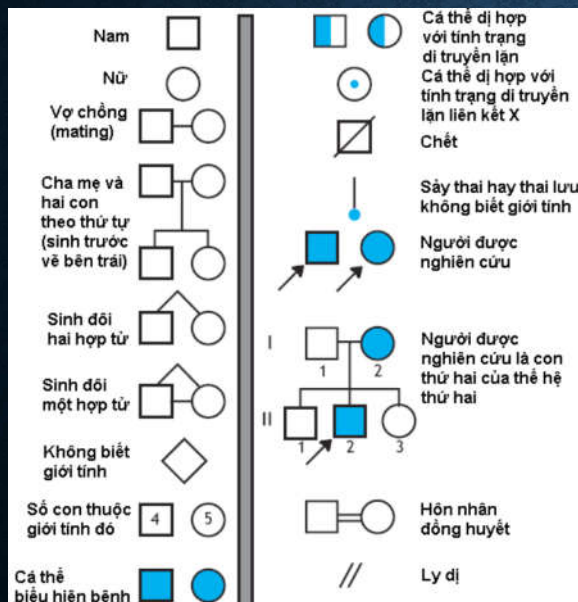 Nam
Nữ
Vợ chồng
(mating)
Cha mẹ và
hai con
theo thứ tự
(sinh trước
vẽ bên trái)
Sinh đôi
hai hợp tử
Sinh đôi
một hợp tử
Không biết
giới tính
Số con thuộc
giới tính đó
4
5
Cá thể
biểu hiện bệnh
Cá thể dị hợp
với tính trạng
di truyền lặn
Cá thể dị hợp với
tính trạng di truyền
lặn liên kết X
Chết
Sảy thai hay thai lưu
không biết giới tính
Người được
nghiên cứu
I
1
2
II
1
2
3
Người được
nghiên cứu là con
thứ hai của thế hệ
thứ hai
Hôn nhân
đồng huyết
Ly dị